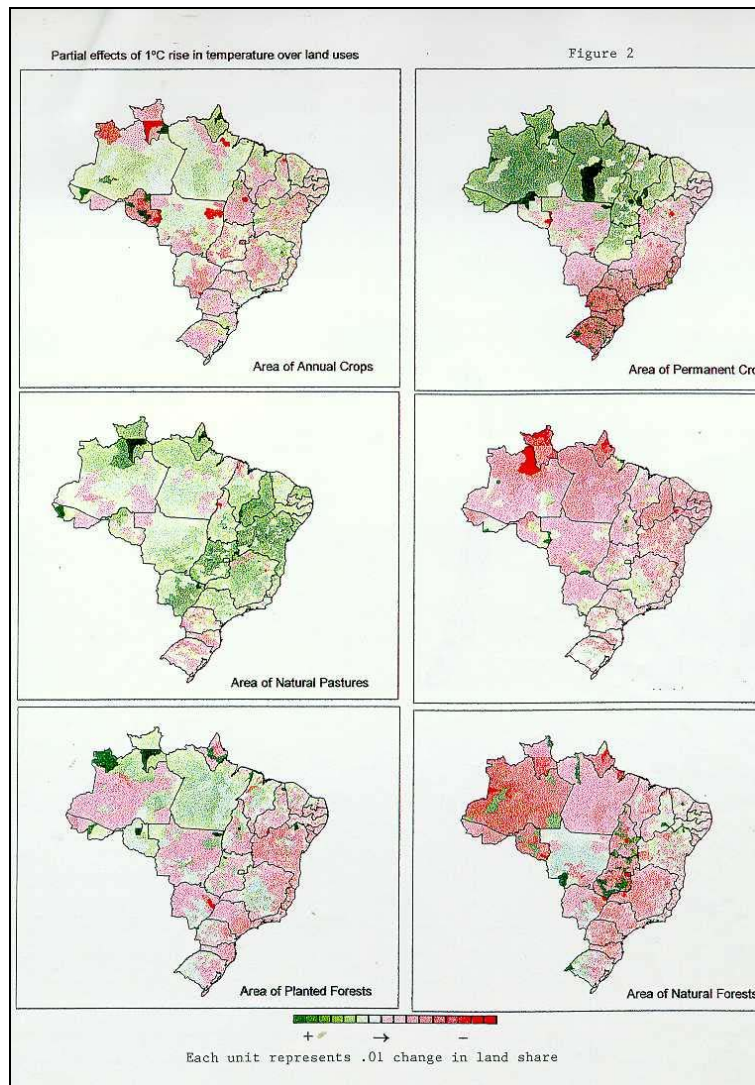 Partial effects of 1ºC rise in temperature over land uses
Figure 2
Area of Annual Crops
Area of Permanent Cro
Area of Natural Pastures
Area of Planted Forests
Area of Natural Forests
+ → -
Each unit represents .01 change in land share